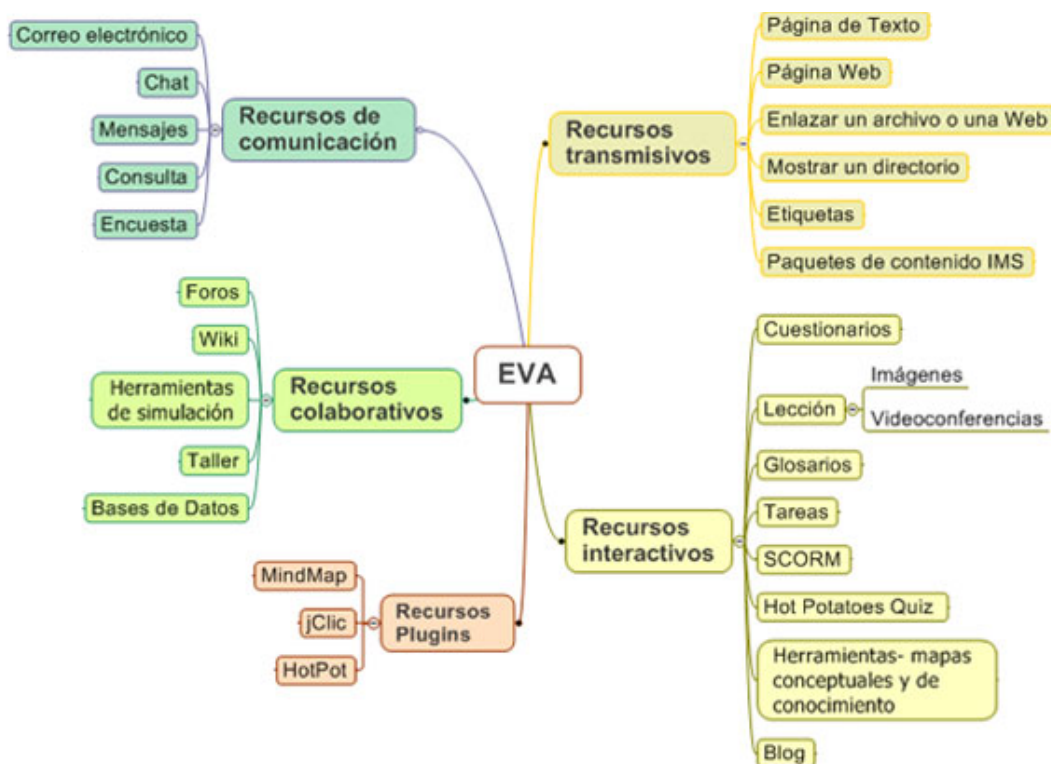 Correo electrónico
Chat
Mensajes
Consulta
Encuesta
Recursos de
comunicación
Foros
Wiki
Herramientas
de simulación
Taller
Bases de Datos
Recursos
colaborativos
MindMap
jClic
HotPot
Recursos
Plugins
EVA
Recursos
transmisivos
Página de Texto
Página Web
Enlazar un archivo o una Web
Mostrar un directorio
Etiquetas
Paquetes de contenido IMS
Recursos
interactivos
Cuestionarios
Lección
Imágenes
Videoconferencias
Glosarios
Tareas
SCORM
Hot Potatoes Quiz
Herramientas- mapas
conceptuales y de
conocimiento
Blog